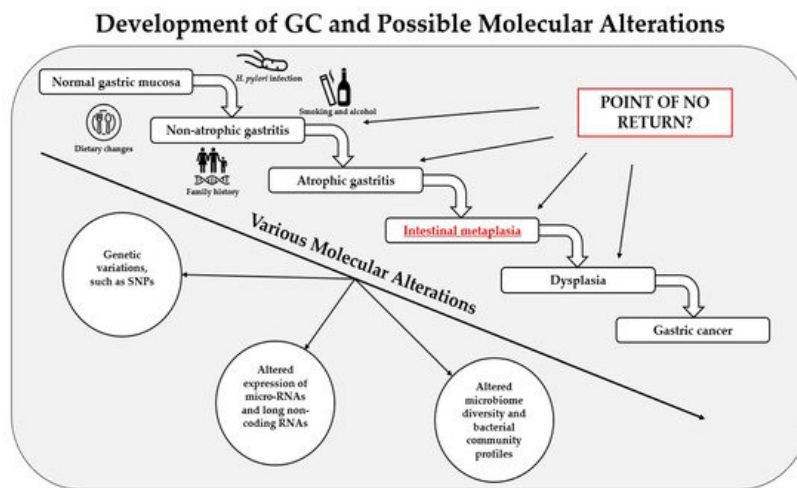 Development of GC and Possible Molecular Alterations
Normal gastric mucosa
H. pylori infection
Smoking and alcohol
POINT OF NO
RETURN?
Dietary changes
Non-atrophic gastritis
Family history
Atrophic gastritis
Intestinal metaplasia
Dysplasia
Gastric cancer
Various Molecular Alterations
Genetic
variations,
such as SNPs
Altered
expression of
micro-RNAs
and long non-
coding RNAs
Altered
microbiome
diversity and
bacterial
community
profiles